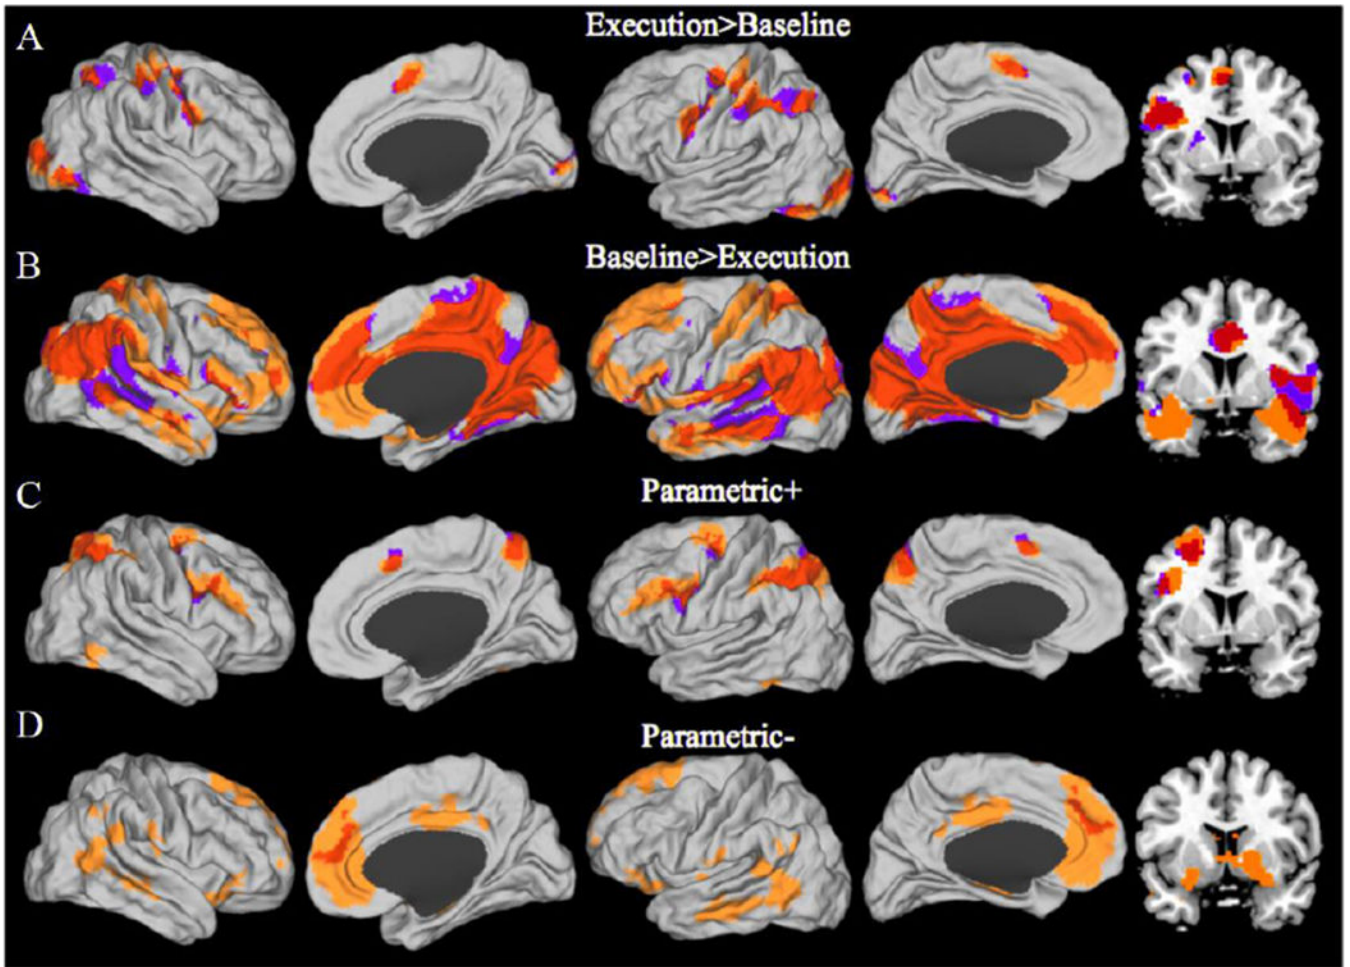 A
Execution>Baseline
B
Baseline>Execution
C
Parametric+
D
Parametric-